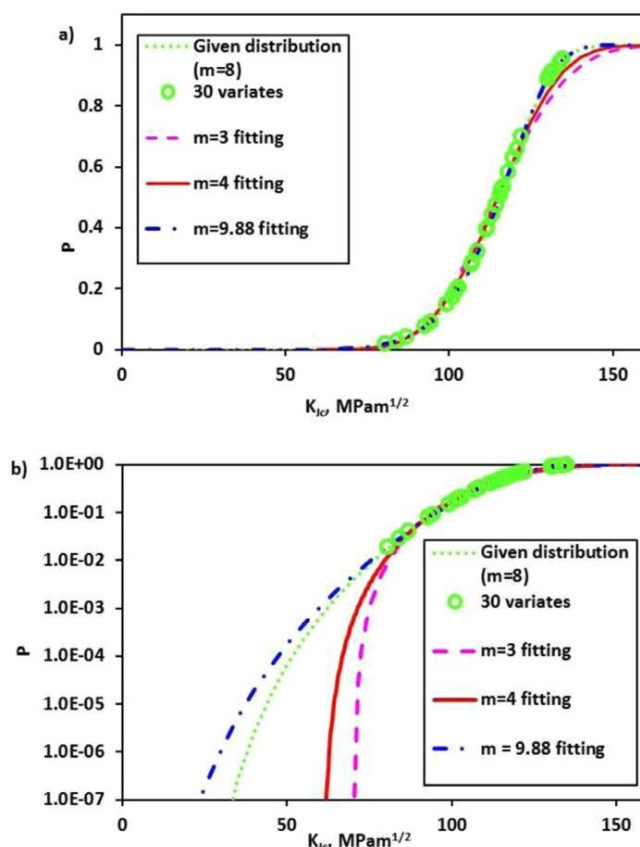 a)
1
0.8
0.6
0.4
0.2
0
P
Given distribution
(m=8)
30 variates
m=3 fitting
m=4 fitting
m=9.88 fitting
0 50 100 150
K_Jc, MPam^1/2
b)
1.0E+00
1.0E-01
1.0E-02
1.0E-03
1.0E-04
1.0E-05
1.0E-06
1.0E-07
P
Given distribution
(m=8)
30 variates
m=3 fitting
m=4 fitting
m = 9.88 fitting
0 50 100 150
K_Jc, MPam^1/2